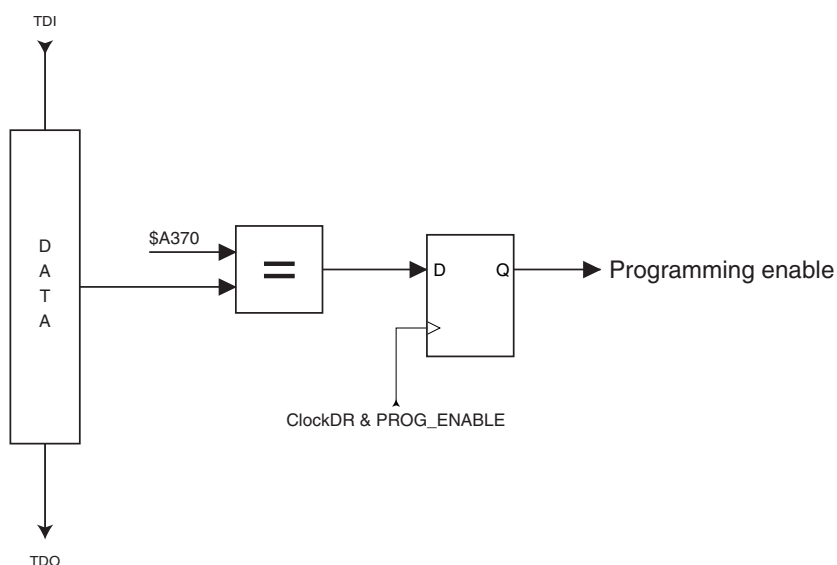 TDI
D
A
T
A
$A370
=
D
Q
Programming enable
ClockDR & PROG_ENABLE
TDO